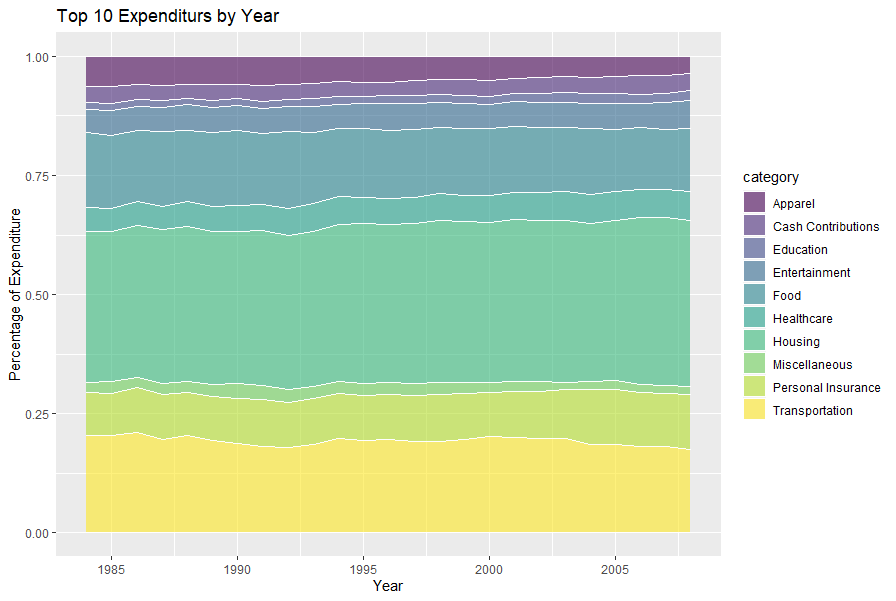 Top 10 Expenditurs by Year
1.00
0.75
0.50
0.25
0.00
Percentage of Expenditure
1985 1990 1995 2000 2005
Year
category
Apparel
Cash Contributions
Education
Entertainment
Food
Healthcare
Housing
Miscellaneous
Personal Insurance
Transportation